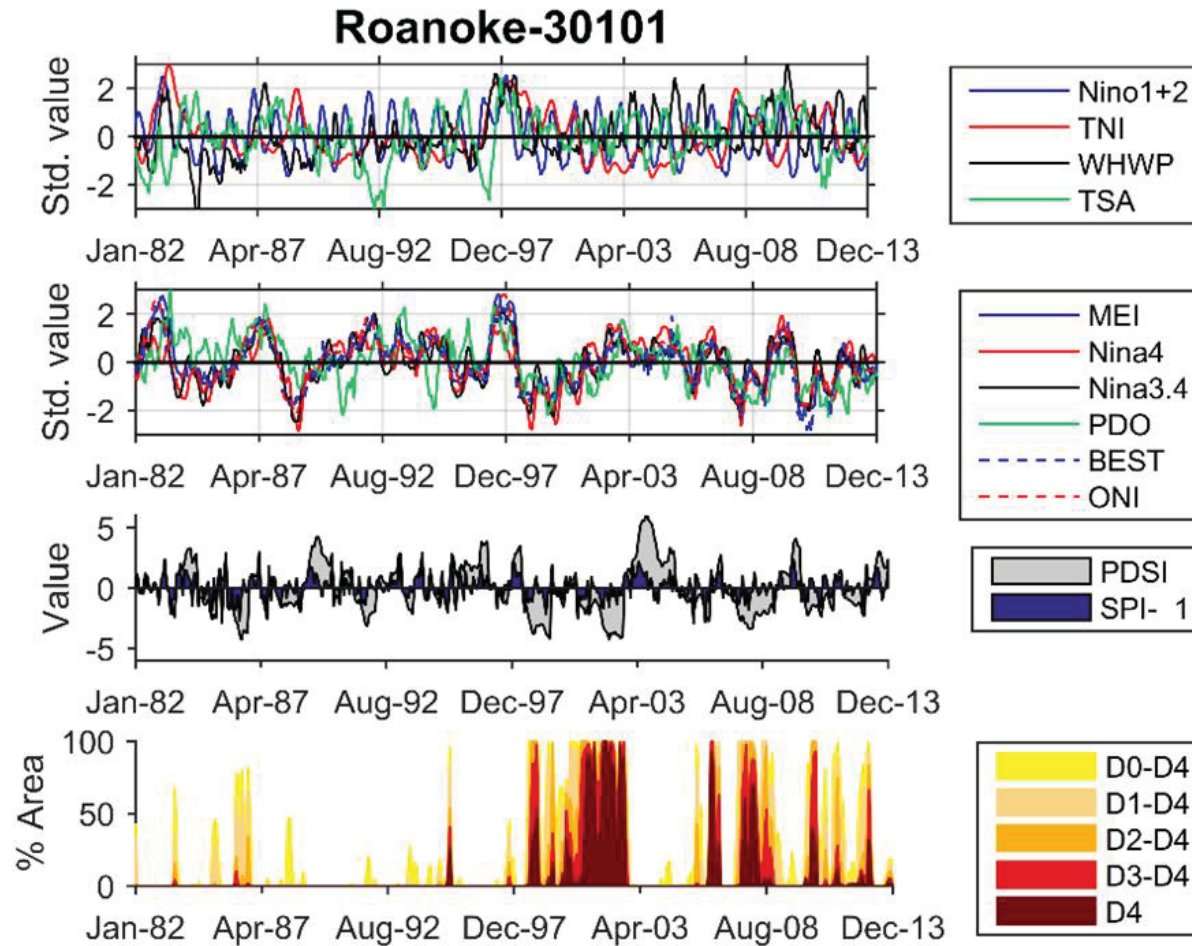 Roanoke-30101
Std. value
2
0
-2
Jan-82 Apr-87 Aug-92 Dec-97 Apr-03 Aug-08 Dec-13
Nino1+2
TNI
WHWP
TSA
Std. value
2
0
-2
Jan-82 Apr-87 Aug-92 Dec-97 Apr-03 Aug-08 Dec-13
MEI
Nina4
Nina3.4
PDO
BEST
ONI
Value
5
0
-5
Jan-82 Apr-87 Aug-92 Dec-97 Apr-03 Aug-08 Dec-13
PDSI
SPI- 1
% Area
100
50
0
Jan-82 Apr-87 Aug-92 Dec-97 Apr-03 Aug-08 Dec-13
D0-D4
D1-D4
D2-D4
D3-D4
D4